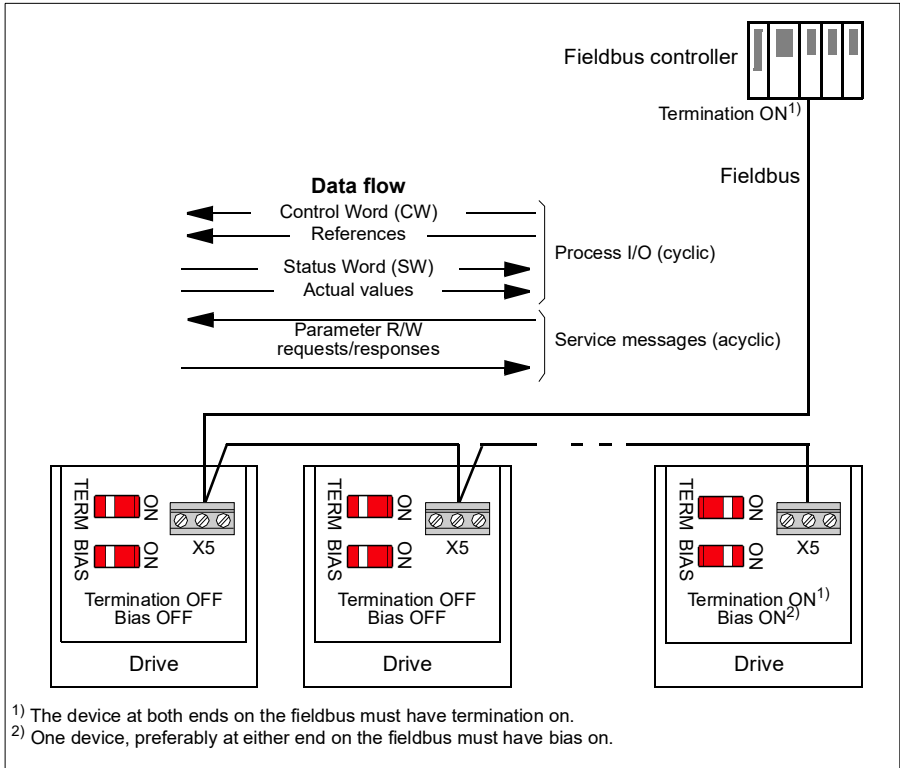 Fieldbus controller
Termination ON1)
Fieldbus
Data flow
Control Word (CW)
References
Process I/O (cyclic)
Status Word (SW)
Actual values
Parameter R/W
requests/responses
Service messages (acyclic)
TERM ON
BIAS ON
X5
Termination OFF
Bias OFF
Drive
TERM ON
BIAS ON
X5
Termination OFF
Bias OFF
Drive
TERM ON
BIAS ON
X5
Termination ON1)
Bias ON2)
Drive
1) The device at both ends on the fieldbus must have termination on.
2) One device, preferably at either end on the fieldbus must have bias on.